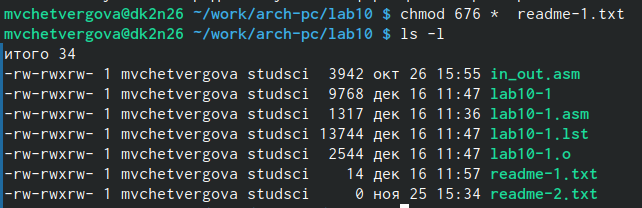 mvchetvergova@dk2n26 ~/work/arch-pc/lab10 $ chmod 676 *  readme-1.txt
mvchetvergova@dk2n26 ~/work/arch-pc/lab10 $ ls -l
итого 34
-rw-rwxrw- 1 mvchetvergova studsci  3942 окт 26 15:55 in_out.asm
-rw-rwxrw- 1 mvchetvergova studsci  9768 дек 16 11:47 lab10-1
-rw-rwxrw- 1 mvchetvergova studsci  1317 дек 16 11:36 lab10-1.asm
-rw-rwxrw- 1 mvchetvergova studsci 13744 дек 16 11:47 lab10-1.lst
-rw-rwxrw- 1 mvchetvergova studsci  2544 дек 16 11:47 lab10-1.o
-rw-rwxrw- 1 mvchetvergova studsci    14 дек 16 11:57 readme-1.txt
-rw-rwxrw- 1 mvchetvergova studsci     0 ноя 25 15:34 readme-2.txt